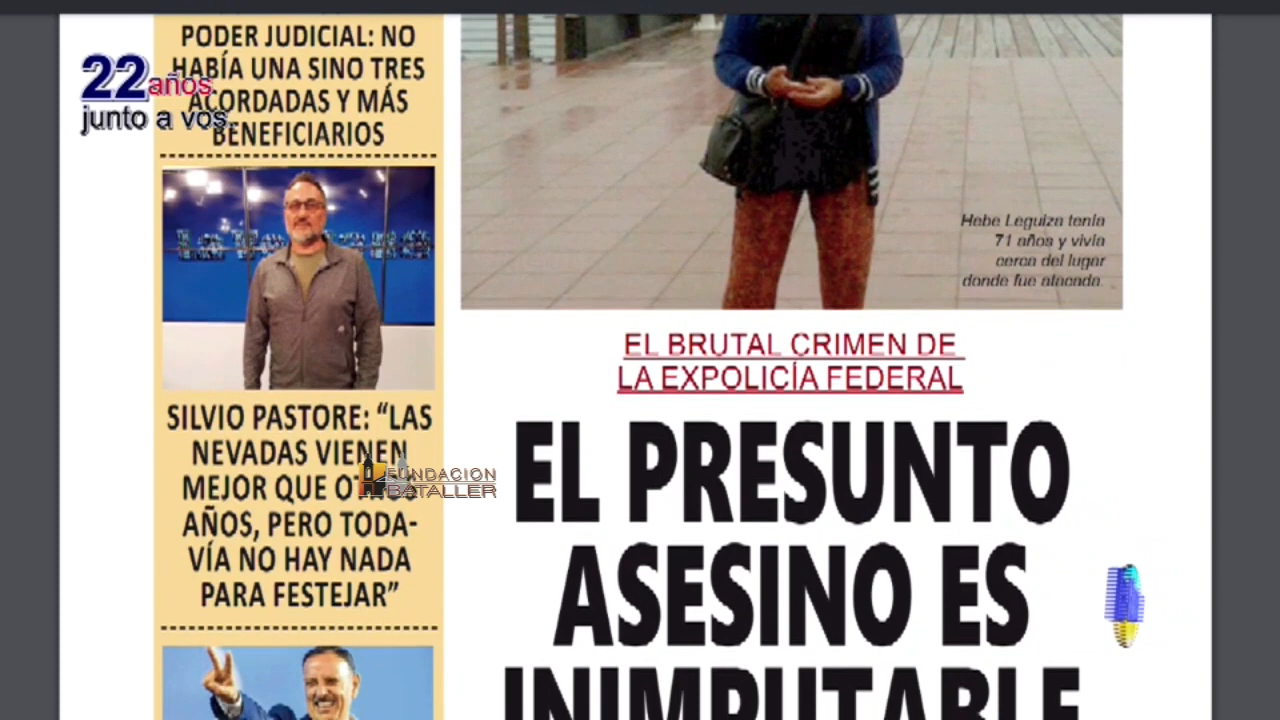 PODER JUDICIAL: NO
HABÍA UNA SINO TRES
ACORDADAS Y MÁS
BENEFICIARIOS
22 años
junto a vos.
SILVIO PASTORE: “LAS
NEVADAS VIENEN
MEJOR QUE OTROS
AÑOS, PERO TODA-
VÍA NO HAY NADA
PARA FESTEJAR”
FUNDACION
BATALLER
Hebe Leguiza tenía
71 años y vivía
cerca del lugar
donde fue atacada.
EL BRUTAL CRIMEN DE
LA EXPOLICÍA FEDERAL
EL PRESUNTO
ASESINO ES
INIMPUTABLE